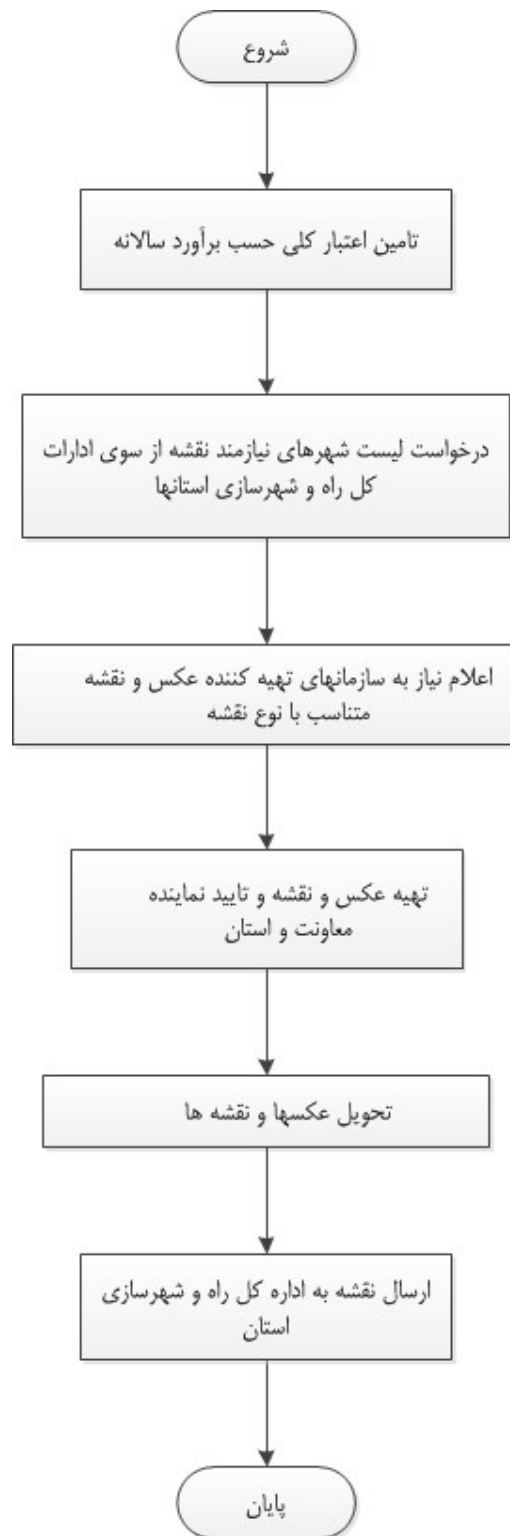 شروع
تامین اعتبار کلی حسب برآورد سالانه
درخواست لیست شهرهای نیازمند نقشه از سوی ادارات
کل راه و شهرسازی استانها
اعلام نیاز به سازمانهای تهیه کننده عکس و نقشه
متناسب با نوع نقشه
تهیه عکس و نقشه و تایید نماینده
معاونت و استان
تحویل عکسها و نقشه ها
ارسال نقشه به اداره کل راه و شهرسازی
استان
پایان